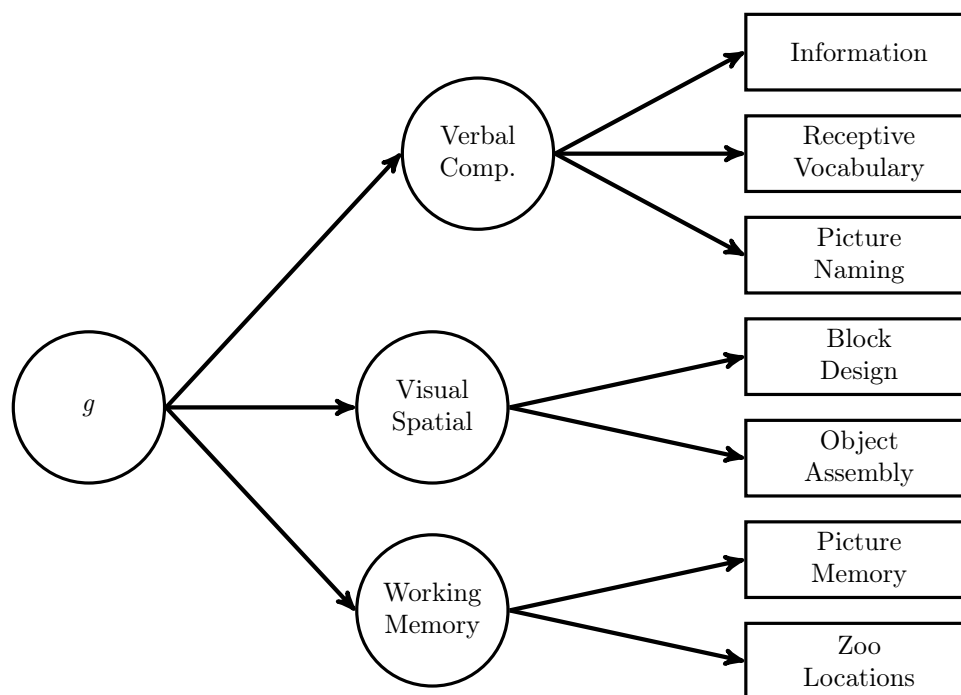 Information
Verbal
Comp.
Receptive
Vocabulary
Picture
Naming
g
Visual
Spatial
Block
Design
Object
Assembly
Working
Memory
Picture
Memory
Zoo
Locations